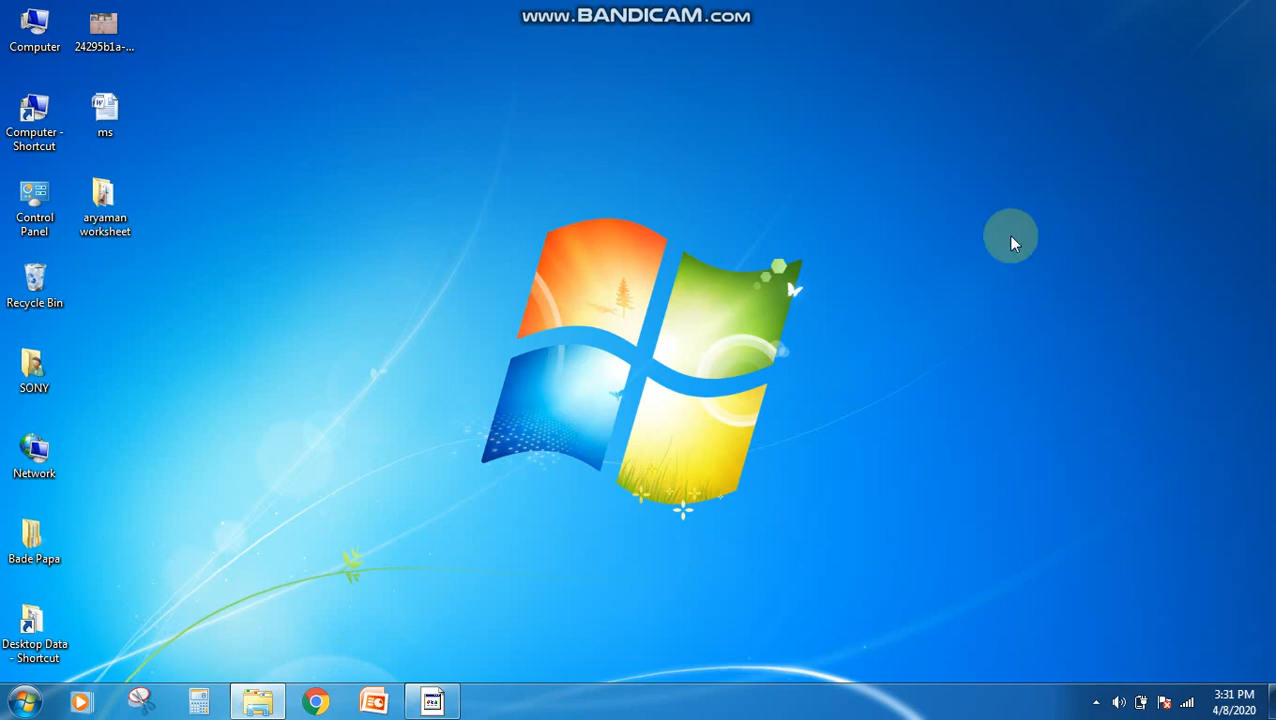 www.BANDICAM.com
Computer
24295b1a-...
Computer -
Shortcut
ms
Control
Panel
aryaman
worksheet
Recycle Bin
SONY
Network
Bade Papa
Desktop Data
- Shortcut
3:31 PM
4/8/2020